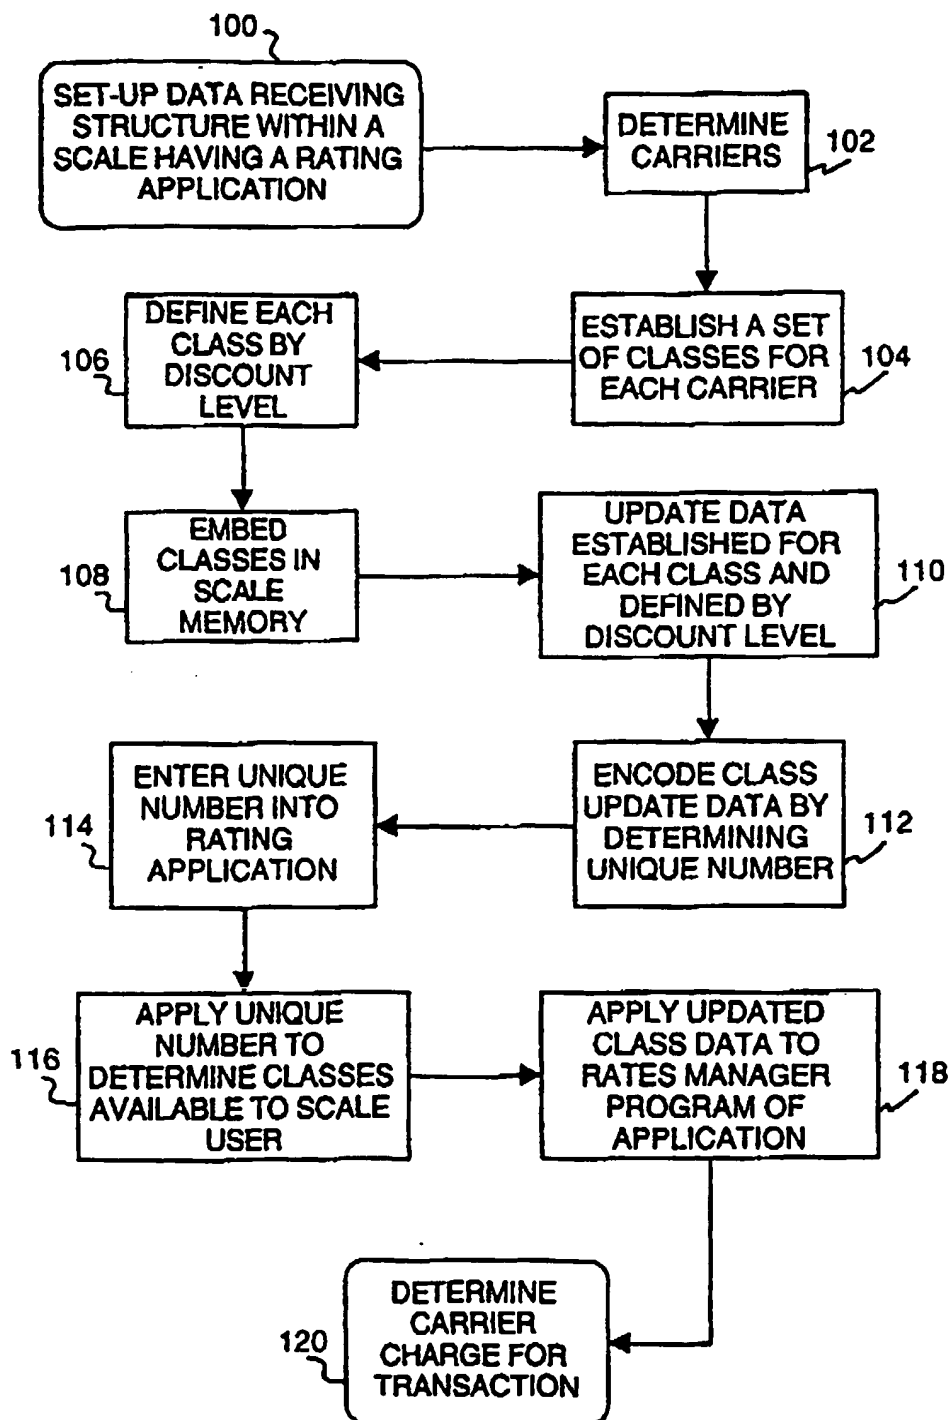 100
SET-UP DATA RECEIVING
STRUCTURE WITHIN A
SCALE HAVING A RATING
APPLICATION
DETERMINE
CARRIERS
102
ESTABLISH A SET
OF CLASSES FOR
EACH CARRIER
104
DEFINE EACH
CLASS BY
DISCOUNT
LEVEL
106
EMBED
CLASSES IN
SCALE
MEMORY
108
UPDATE DATA
ESTABLISHED FOR
EACH CLASS AND
DEFINED BY
DISCOUNT LEVEL
110
ENCODE CLASS
UPDATE DATA BY
DETERMINING
UNIQUE NUMBER
112
ENTER UNIQUE
NUMBER INTO
RATING
APPLICATION
114
APPLY UNIQUE
NUMBER TO
DETERMINE CLASSES
AVAILABLE TO SCALE
USER
116
APPLY UPDATED
CLASS DATA TO
RATES MANAGER
PROGRAM OF
APPLICATION
118
DETERMINE
CARRIER
CHARGE FOR
TRANSACTION
120